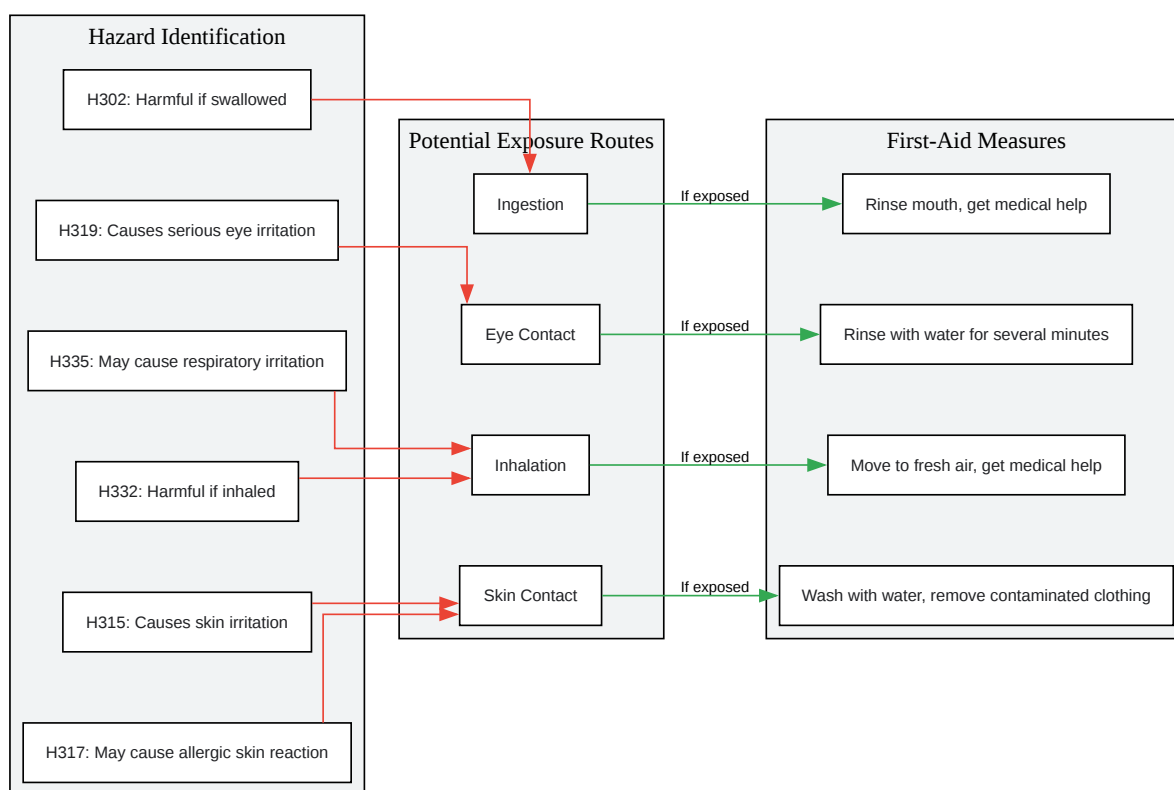 Hazard Identification
H302: Harmful if swallowed
H319: Causes serious eye irritation
H335: May cause respiratory irritation
H332: Harmful if inhaled
H315: Causes skin irritation
H317: May cause allergic skin reaction
Potential Exposure Routes
Ingestion
Eye Contact
Inhalation
Skin Contact
If exposed
If exposed
If exposed
If exposed
First-Aid Measures
Rinse mouth, get medical help
Rinse with water for several minutes
Move to fresh air, get medical help
Wash with water, remove contaminated clothing